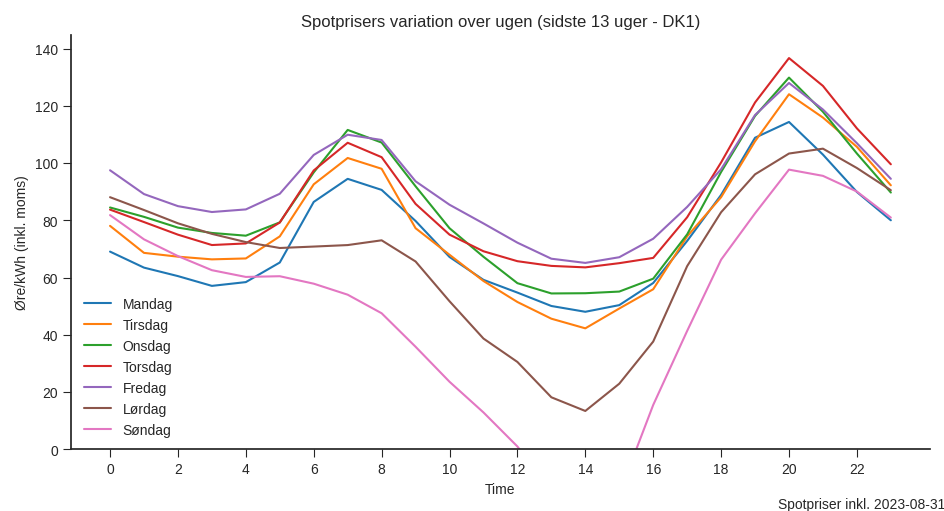 Spotprisers variation over ugen (sidste 13 uger - DK1)
Øre/kWh (inkl. moms)
140
120
100
80
60
40
20
0
Mandag
Tirsdag
Onsdag
Torsdag
Fredag
Lørdag
Søndag
0 2 4 6 8 10 12 14 16 18 20 22
Time
Spotpriser inkl. 2023-08-31